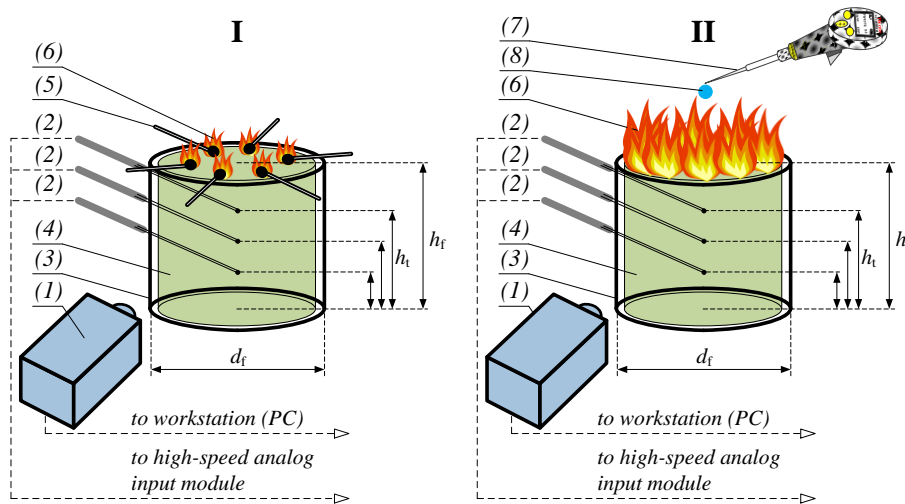 I
(6)
(5)
(2)
(2)
(2)
(4)
(3)
(1)
h_t
h_f
d_f
to workstation (PC)
to high-speed analog
input module
II
(7)
(8)
(6)
(2)
(2)
(2)
(4)
(3)
(1)
h_t
h
d_f
to workstation (PC)
to high-speed analog
input module